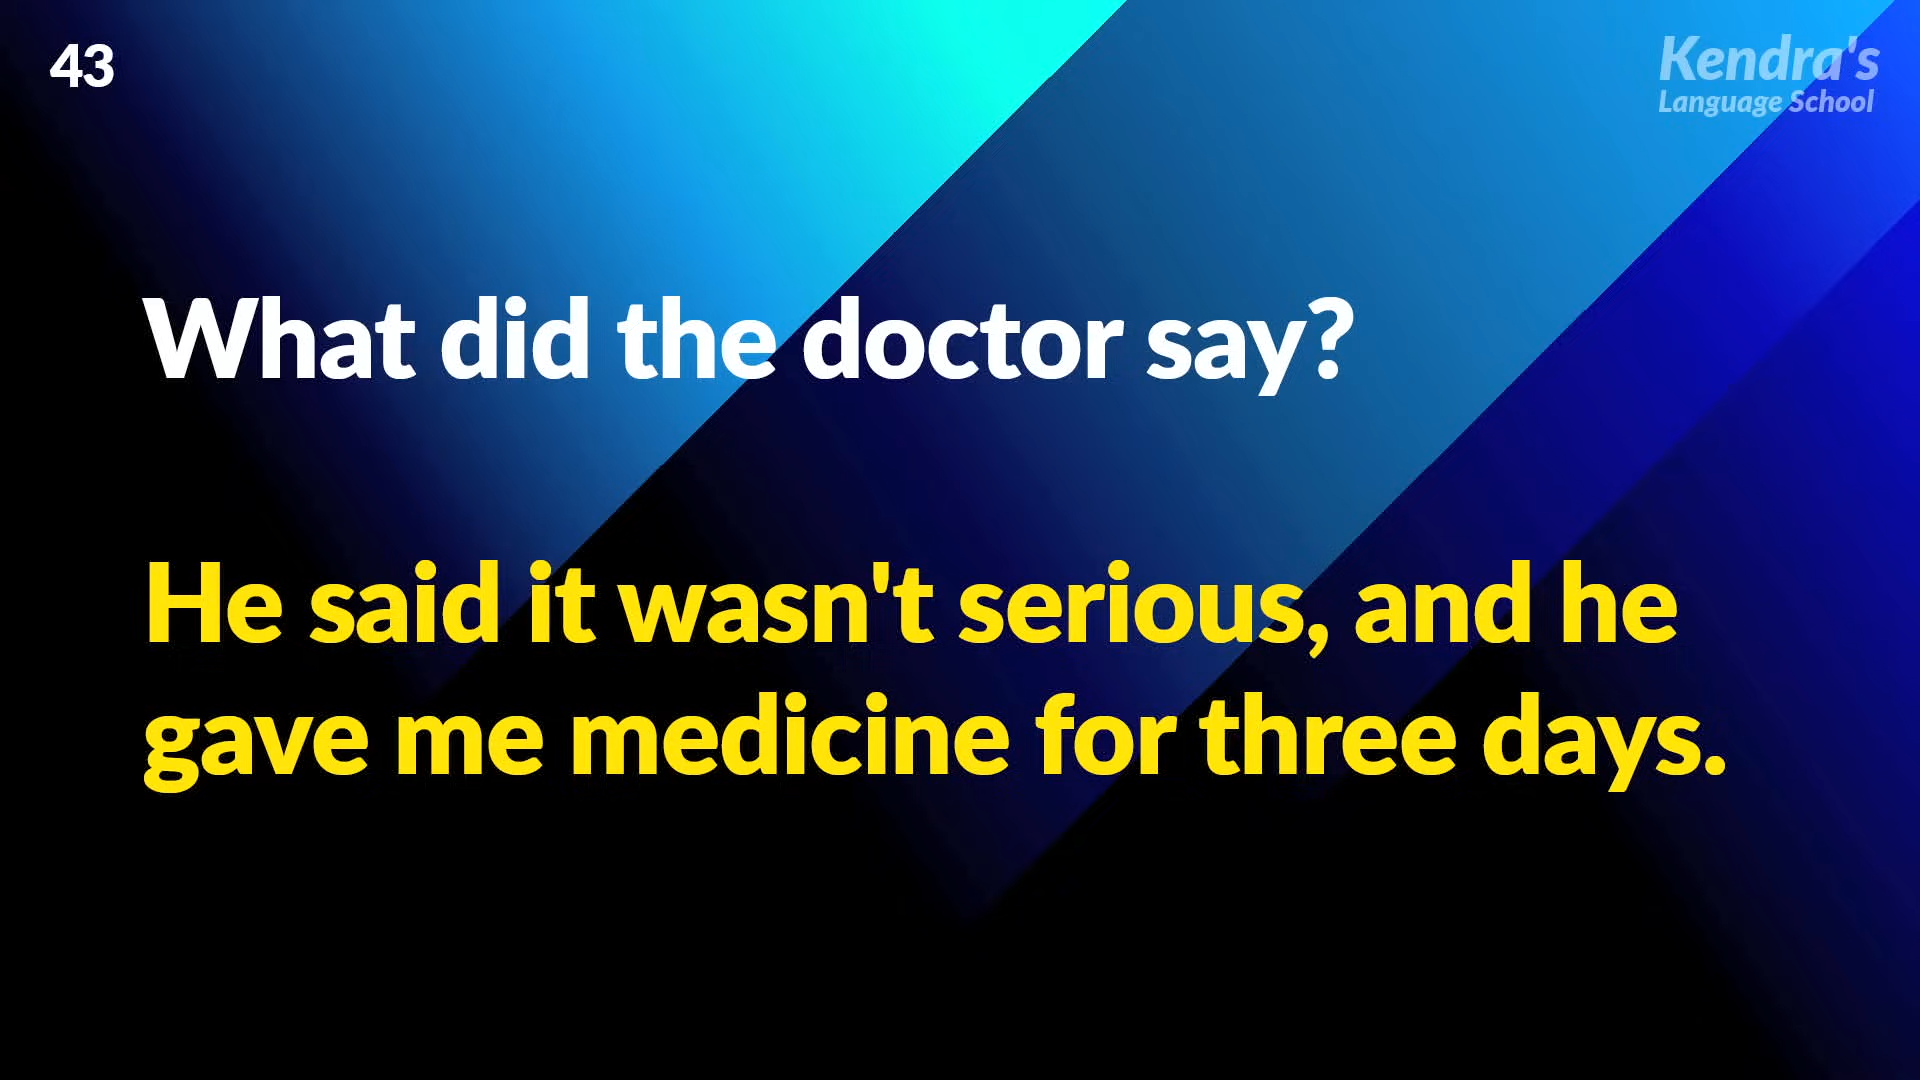 43
Kendra's
Language School
What did the doctor say?
He said it wasn't serious, and he
gave me medicine for three days.